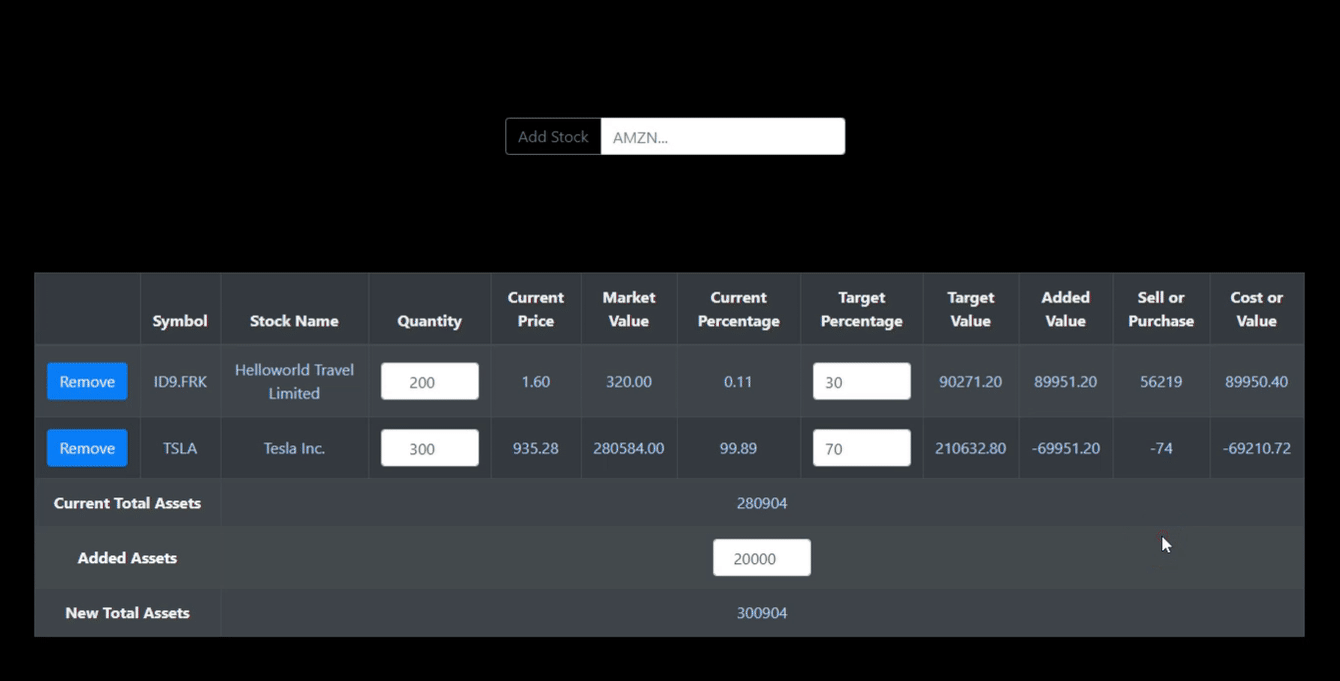 Add Stock AMZN...
Symbol Stock Name Quantity Current Price Market Value Current Percentage Target Percentage Target Value Added Value Sell or Purchase Cost or Value
Remove ID9.FRK Helloworld Travel Limited 200 1.60 320.00 0.11 30 90271.20 89951.20 56219 89950.40
Remove TSLA Tesla Inc. 300 935.28 280584.00 99.89 70 210632.80 -69951.20 -74 -69210.72
Current Total Assets 280904
Added Assets 20000
New Total Assets 300904